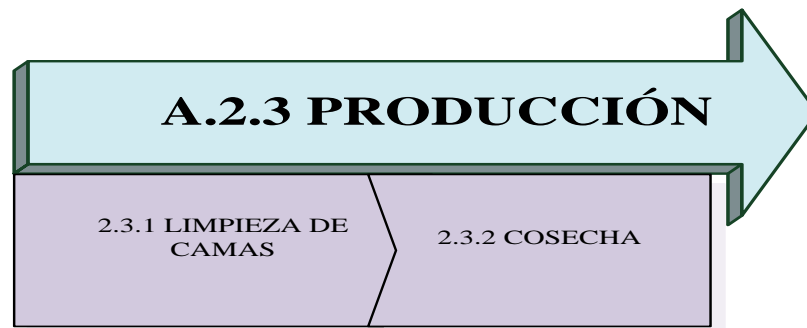 A.2.3 PRODUCCIÓN
2.3.1 LIMPIEZA DE
CAMAS
2.3.2 COSECHA